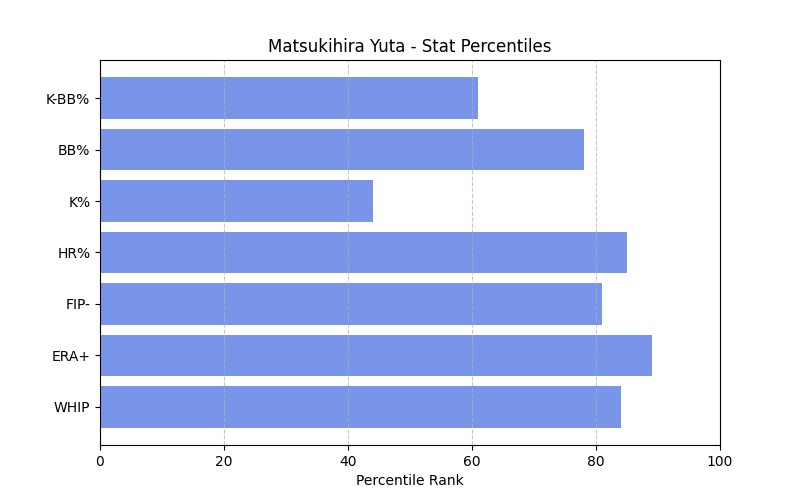 Matsukihira Yuta - Stat Percentiles
K-BB%
BB%
K%
HR%
FIP-
ERA+
WHIP
0 20 40 60 80 100
Percentile Rank